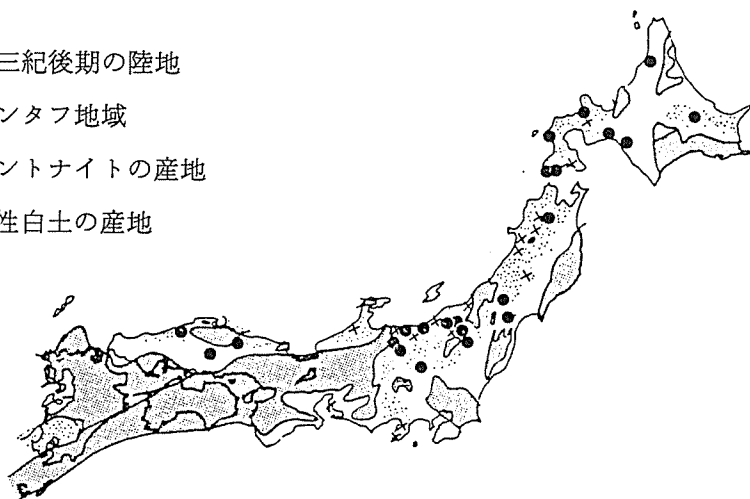 三紀後期の陸地
ンタフ地域
ントナイトの産地
性白土の産地